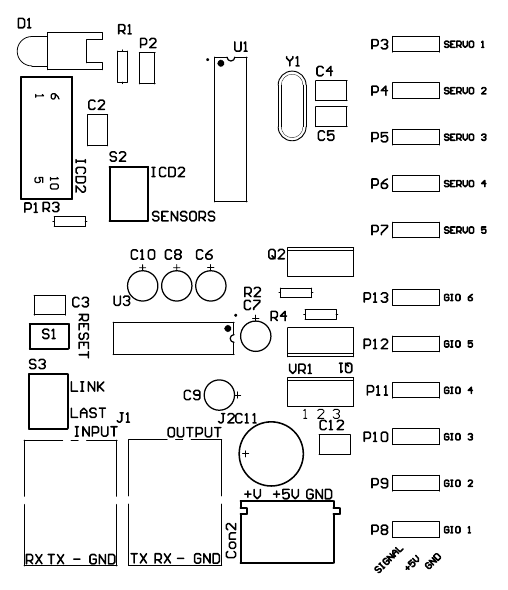 D1
R1
P2
U1
Y1
C4
P3 SERVO 1
6
1
C2
P4 SERVO 2
C5
P5 SERVO 3
S2
ICD2
ICD2
10
5
P6 SERVO 4
P1 R3
SENSORS
P7 SERVO 5
C10 C8 C6
Q2
U3
R2
C7
P13 GIO 6
C3
RESET
S1
R4
P12 GIO 5
S3
LINK
VR1
IQ
C9
P11 GIO 4
LAST
1 2 3
INPUT
J1
OUTPUT
J2 C11
C12
P10 GIO 3
+V +5V GND
P9 GIO 2
Con2
P8 GIO 1
RX TX - GND
TX RX - GND
SIGNAL
+5V
GND